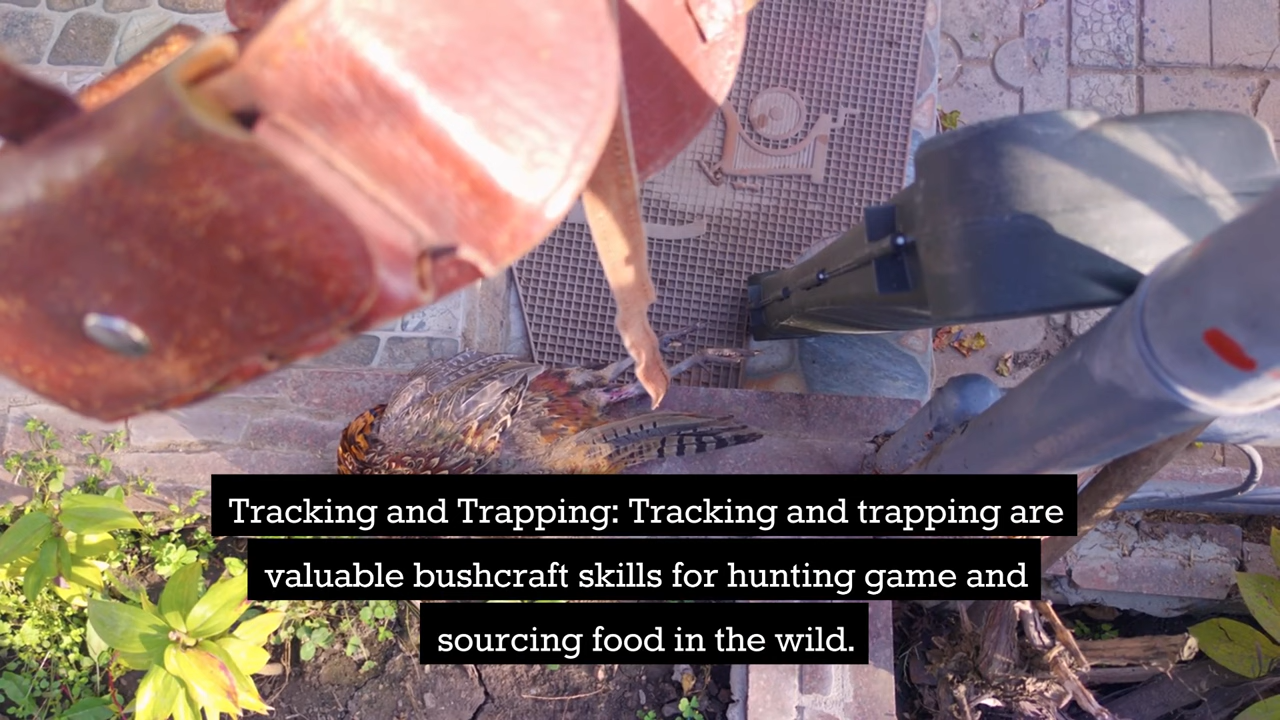 Tracking and Trapping: Tracking and trapping are
valuable bushcraft skills for hunting game and
sourcing food in the wild.